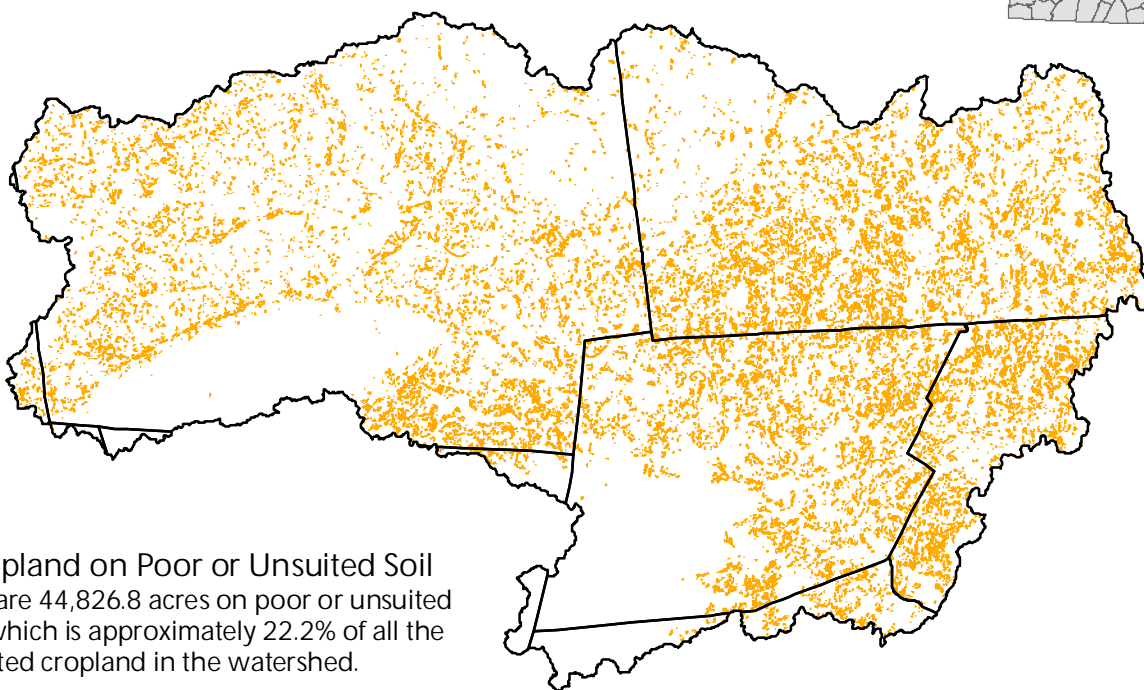 pland on Poor or Unsuited Soil
are 44,826.8 acres on poor or unsuited
which is approximately 22.2% of all the
ted cropland in the watershed.